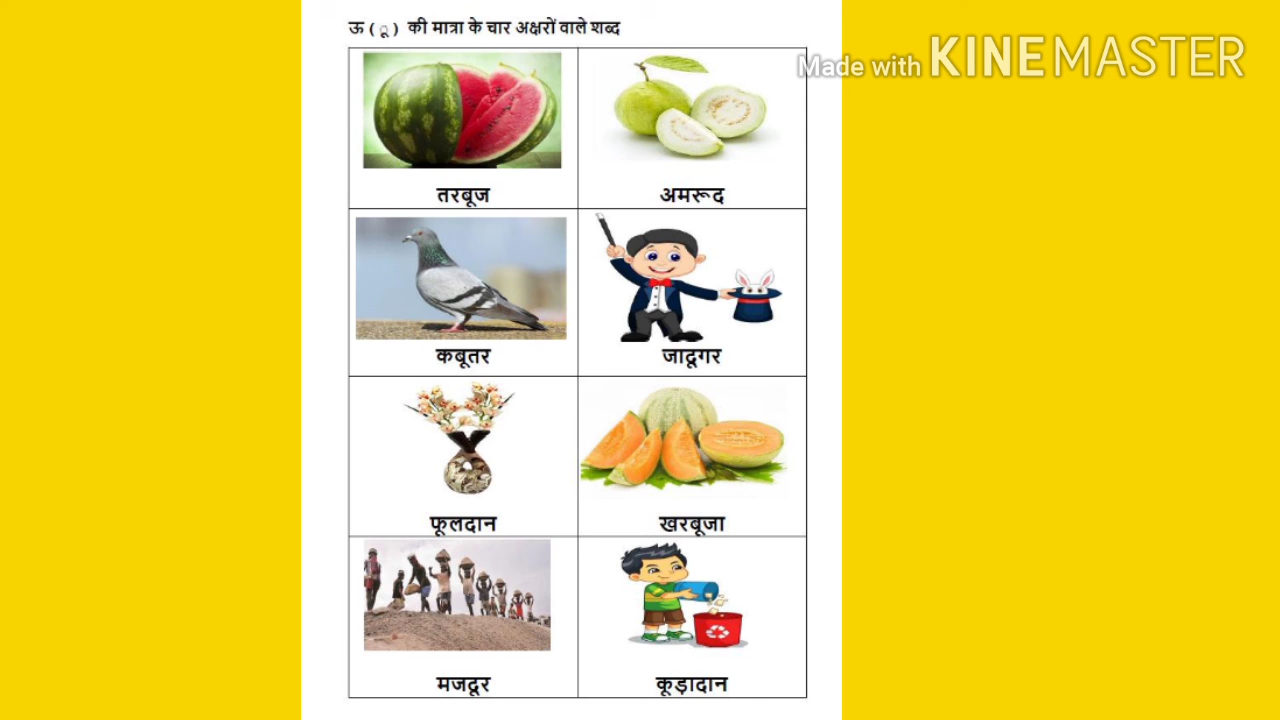 ऊ ( ू ) की मात्रा के चार अक्षरों वाले शब्द
Made with KINEMASTER
तरबूज
अमरूद
कबूतर
जादूगर
फूलदान
खरबूजा
मजदूर
कूड़ादान